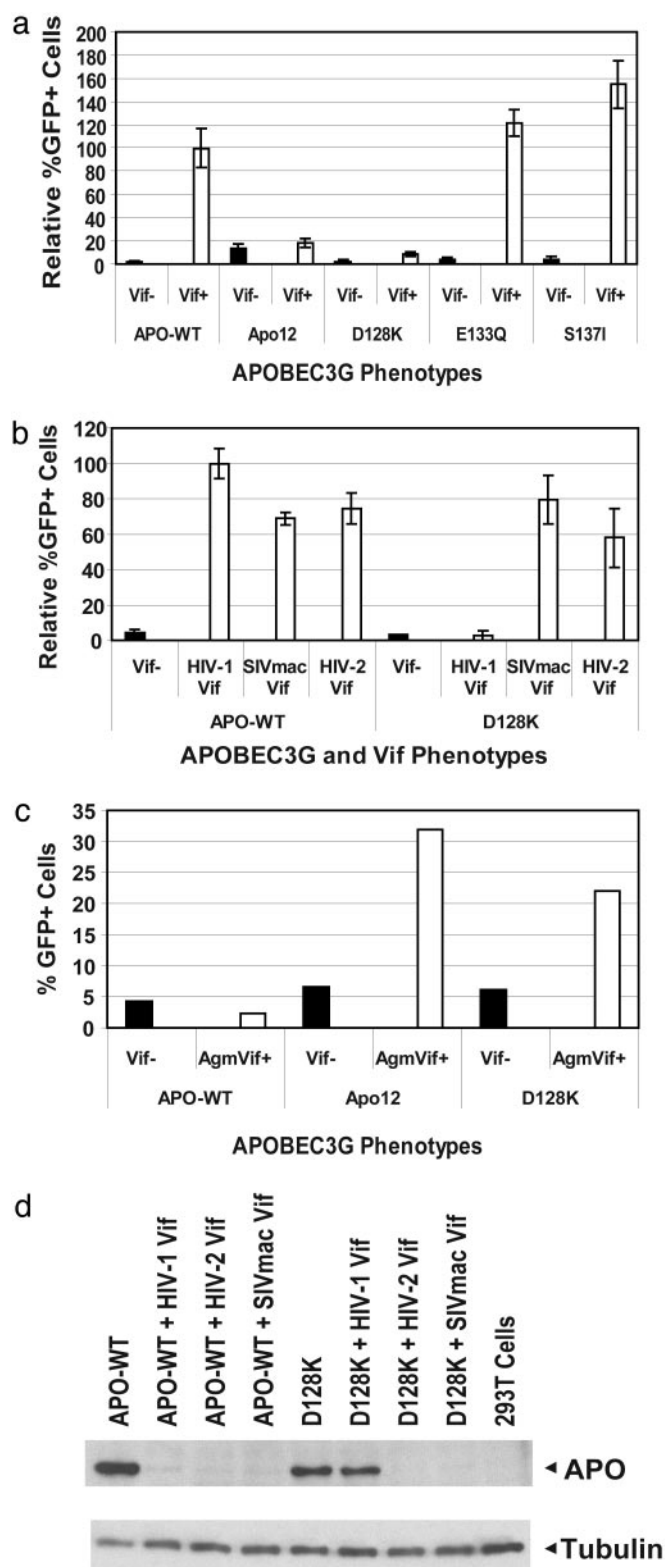 a
Relative %GFP+ Cells
200
180
160
140
120
100
80
60
40
20
0
Vif- Vif+ Vif- Vif+ Vif- Vif+ Vif- Vif+ Vif- Vif+
APO-WT Apo12 D128K E133Q S137I
APOBEC3G Phenotypes
b
Relative %GFP+ Cells
120
100
80
60
40
20
0
Vif- HIV-1 SIVmac HIV-2 Vif- HIV-1 SIVmac HIV-2
Vif Vif Vif Vif Vif Vif
APO-WT D128K
APOBEC3G and Vif Phenotypes
c
% GFP+ Cells
35
30
25
20
15
10
5
0
Vif- AgmVif+ Vif- AgmVif+ Vif- AgmVif+
APO-WT Apo12 D128K
APOBEC3G Phenotypes
d
APO-WT
APO-WT + HIV-1 Vif
APO-WT + HIV-2 Vif
APO-WT + SIVmac Vif
D128K
D128K + HIV-1 Vif
D128K + HIV-2 Vif
D128K + SIVmac Vif
293T Cells
APO
Tubulin